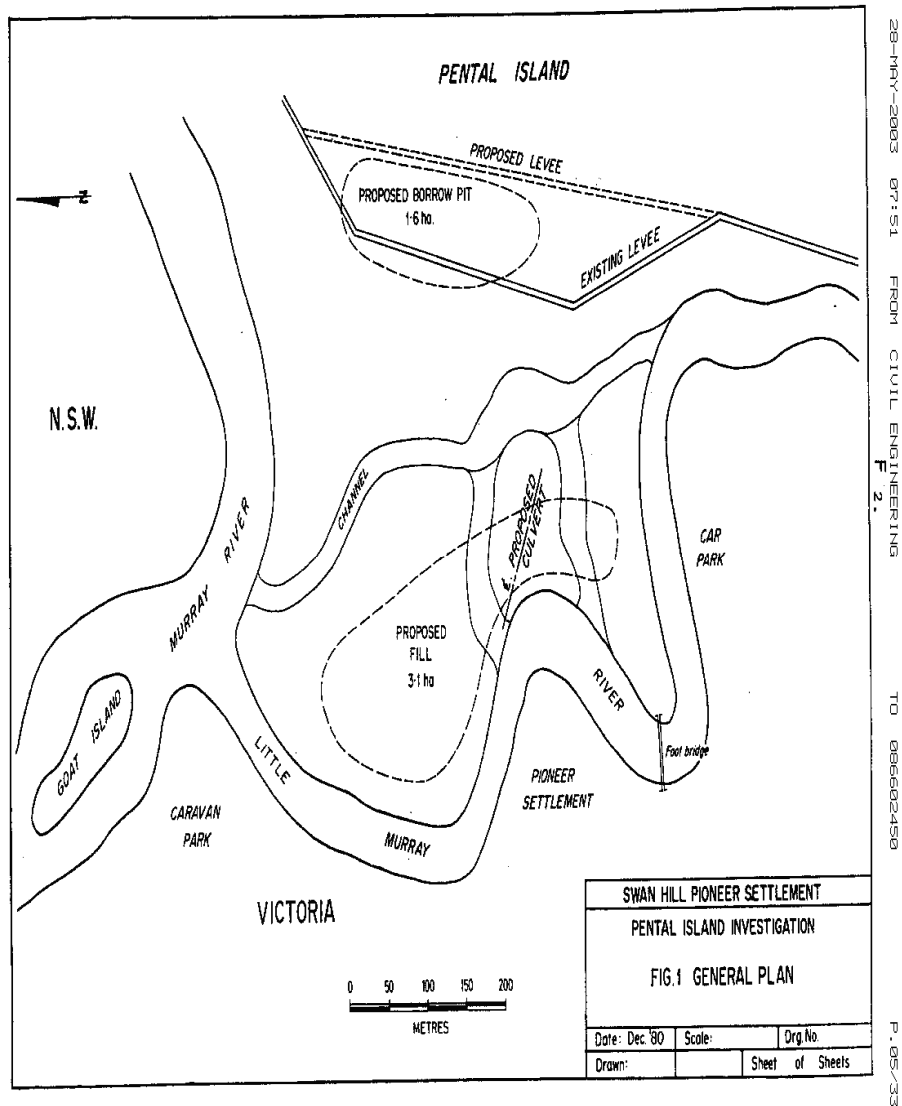 PENTAL ISLAND
PROPOSED LEVEE
PROPOSED BORROW PIT
1·6 ha.
EXISTING LEVEE
N
N.S.W.
CHANNEL
MURRAY RIVER
PROPOSED
CULVERT
CAR
PARK
PROPOSED
FILL
3·1 ha
GOAT ISLAND
LITTLE
MURRAY
RIVER
Foot bridge
PIONEER
SETTLEMENT
CARAVAN
PARK
VICTORIA
0 50 100 150 200
METRES
SWAN HILL PIONEER SETTLEMENT
PENTAL ISLAND INVESTIGATION
FIG.1 GENERAL PLAN
Date: Dec.'80 Scale: Drg.No.
Drawn: Sheet of Sheets
28-MAY-2003 07:51 FROM CIVIL ENGINEERING TO 086602450 P.05/33
F 2.